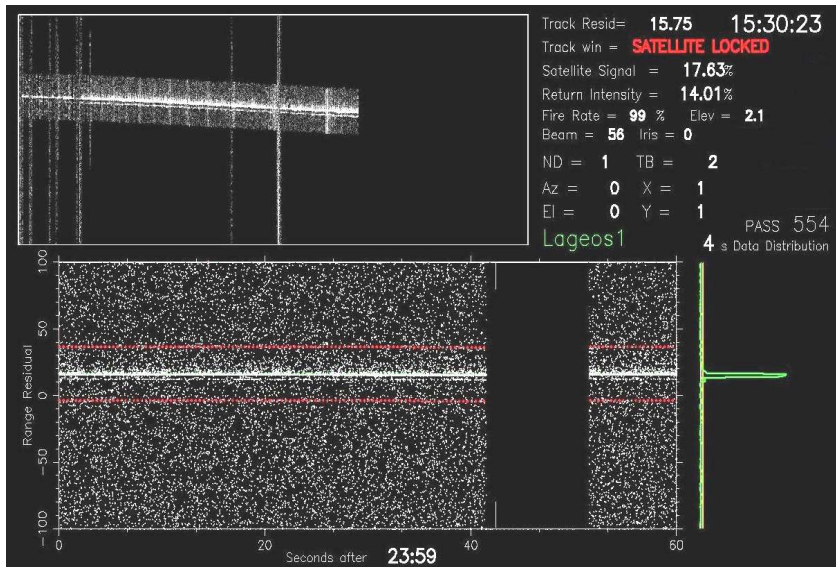 Track Resid= 15.75 15:30:23
Track win = SATELLITE LOCKED
Satellite Signal = 17.63%
Return Intensity = 14.01%
Fire Rate = 99 % Elev = 2.1
Beam = 56 Iris = 0
ND = 1 TB = 2
Az = 0 X = 1
El = 0 Y = 1
PASS 554
Lageos1 4 s Data Distribution
Range Residual
100
50
0
-50
-100
0 20 40 60
Seconds after 23:59